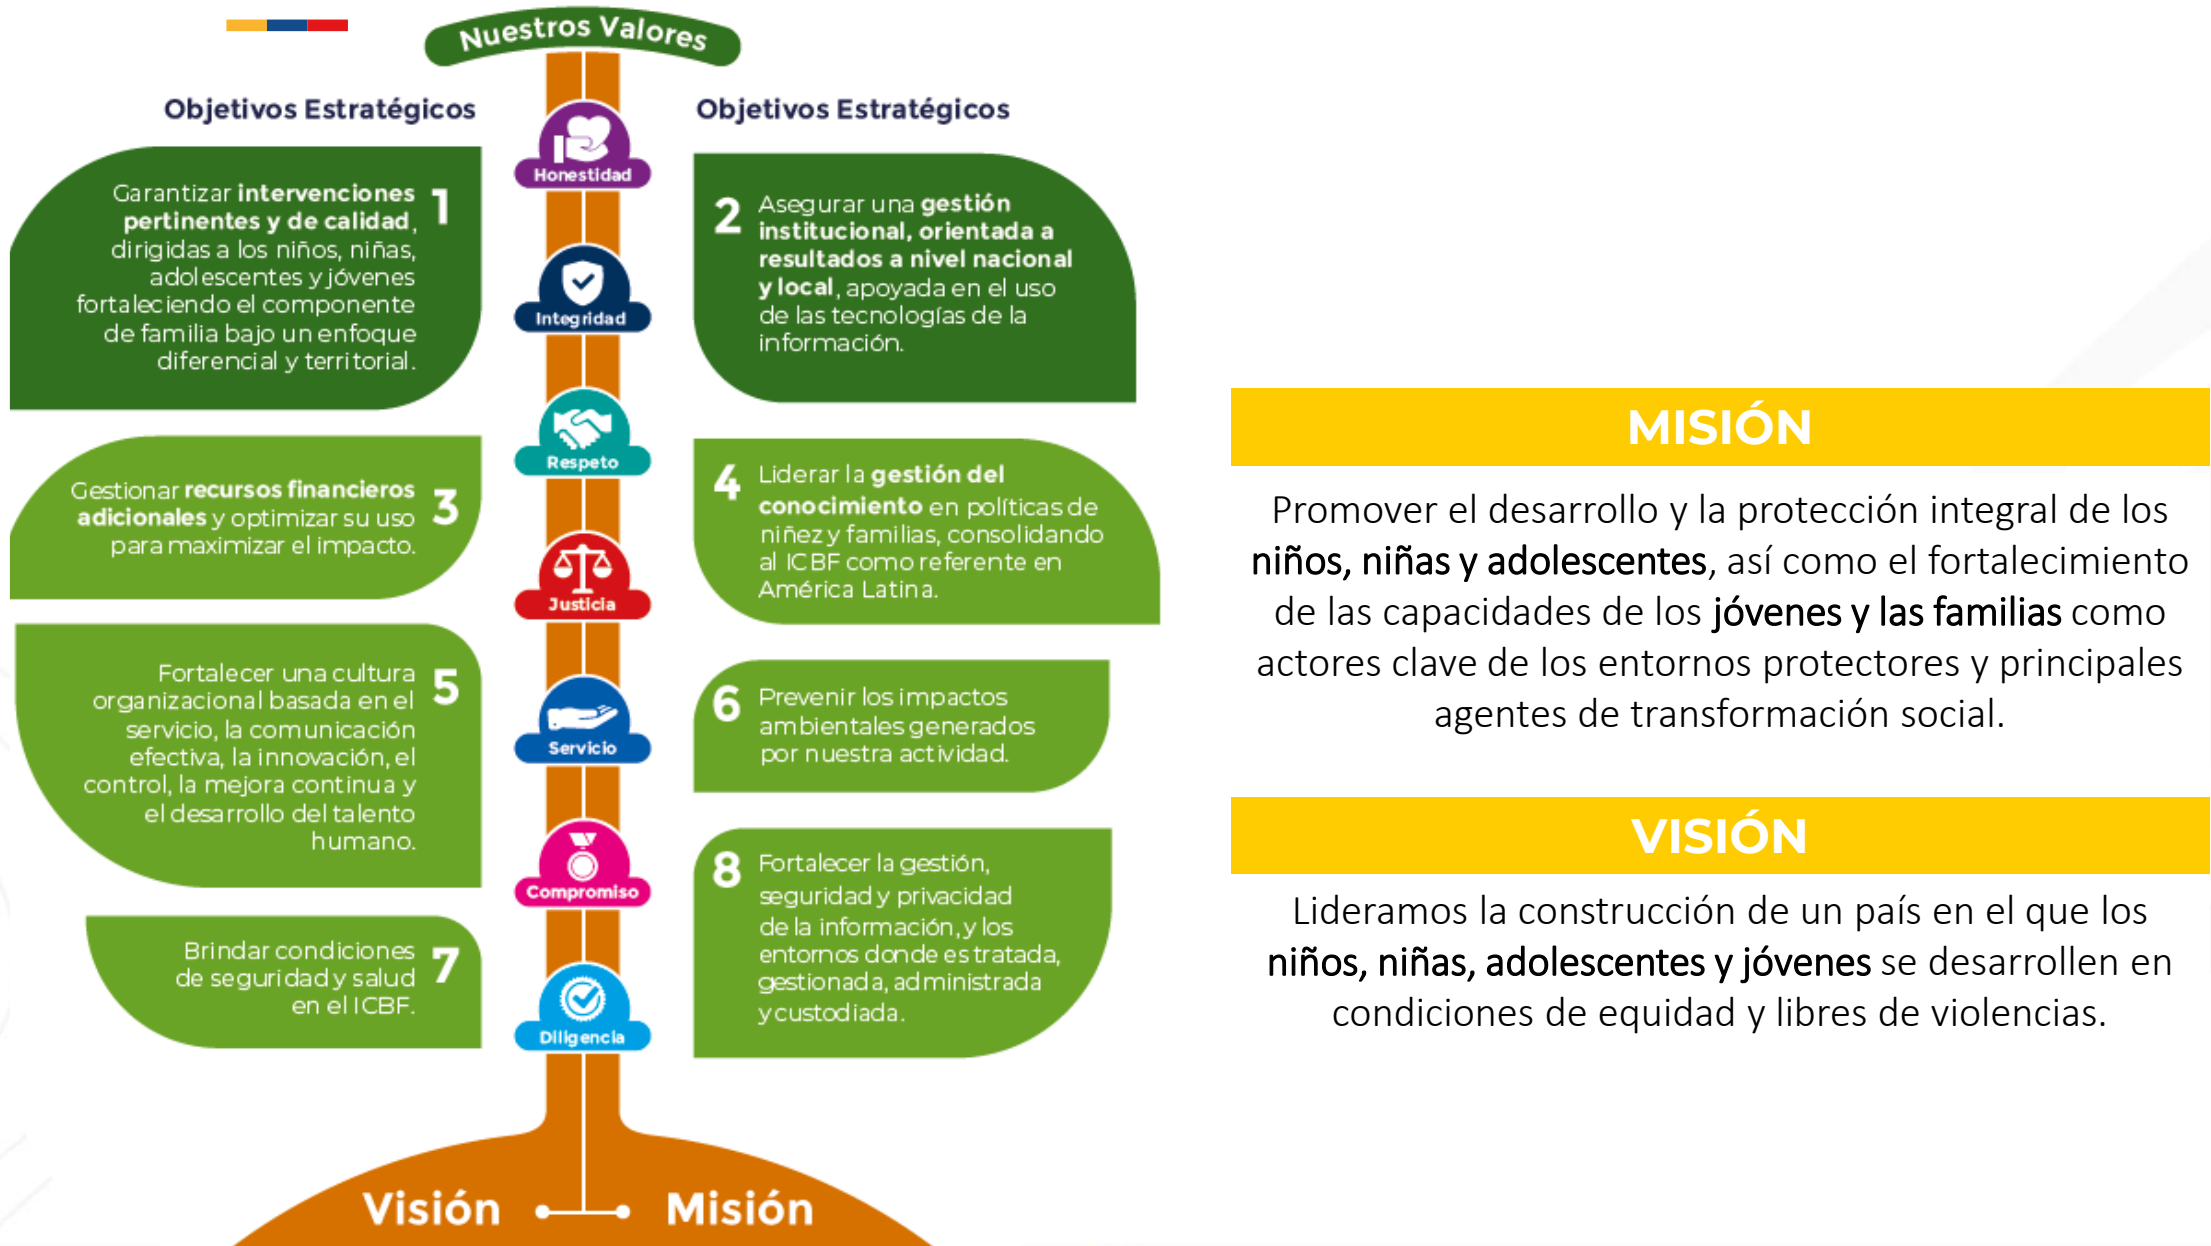 Nuestros Valores
Objetivos Estratégicos
1
Garantizar intervenciones
pertinentes y de calidad,
dirigidas a los niños, niñas,
adolescentes y jóvenes
fortaleciendo el componente
de familia bajo un enfoque
diferencial y territorial.
Objetivos Estratégicos
2
Asegurar una gestión
institucional, orientada a
resultados a nivel nacional
y local, apoyada en el uso
de las tecnologías de la
información.
3
Gestionar recursos financieros
adicionales y optimizar su uso
para maximizar el impacto.
4
Liderar la gestión del
conocimiento en políticas de
niñez y familias, consolidando
al ICBF como referente en
América Latina.
5
Fortalecer una cultura
organizacional basada en el
servicio, la comunicación
efectiva, la innovación, el
control, la mejora continua y
el desarrollo del talento
humano.
6
Prevenir los impactos
ambientales generados
por nuestra actividad.
7
Brindar condiciones
de seguridad y salud
en el ICBF.
8
Fortalecer la gestión,
seguridad y privacidad
de la información, y los
entornos donde es tratada,
gestionada, administrada
y custodiada.
Honestidad
Integridad
Respeto
Justicia
Servicio
Compromiso
Diligencia
Visión
Misión
MISIÓN
Promover el desarrollo y la protección integral de los
niños, niñas y adolescentes, así como el fortalecimiento
de las capacidades de los jóvenes y las familias como
actores clave de los entornos protectores y principales
agentes de transformación social.
VISIÓN
Lideramos la construcción de un país en el que los
niños, niñas, adolescentes y jóvenes se desarrollen en
condiciones de equidad y libres de violencias.